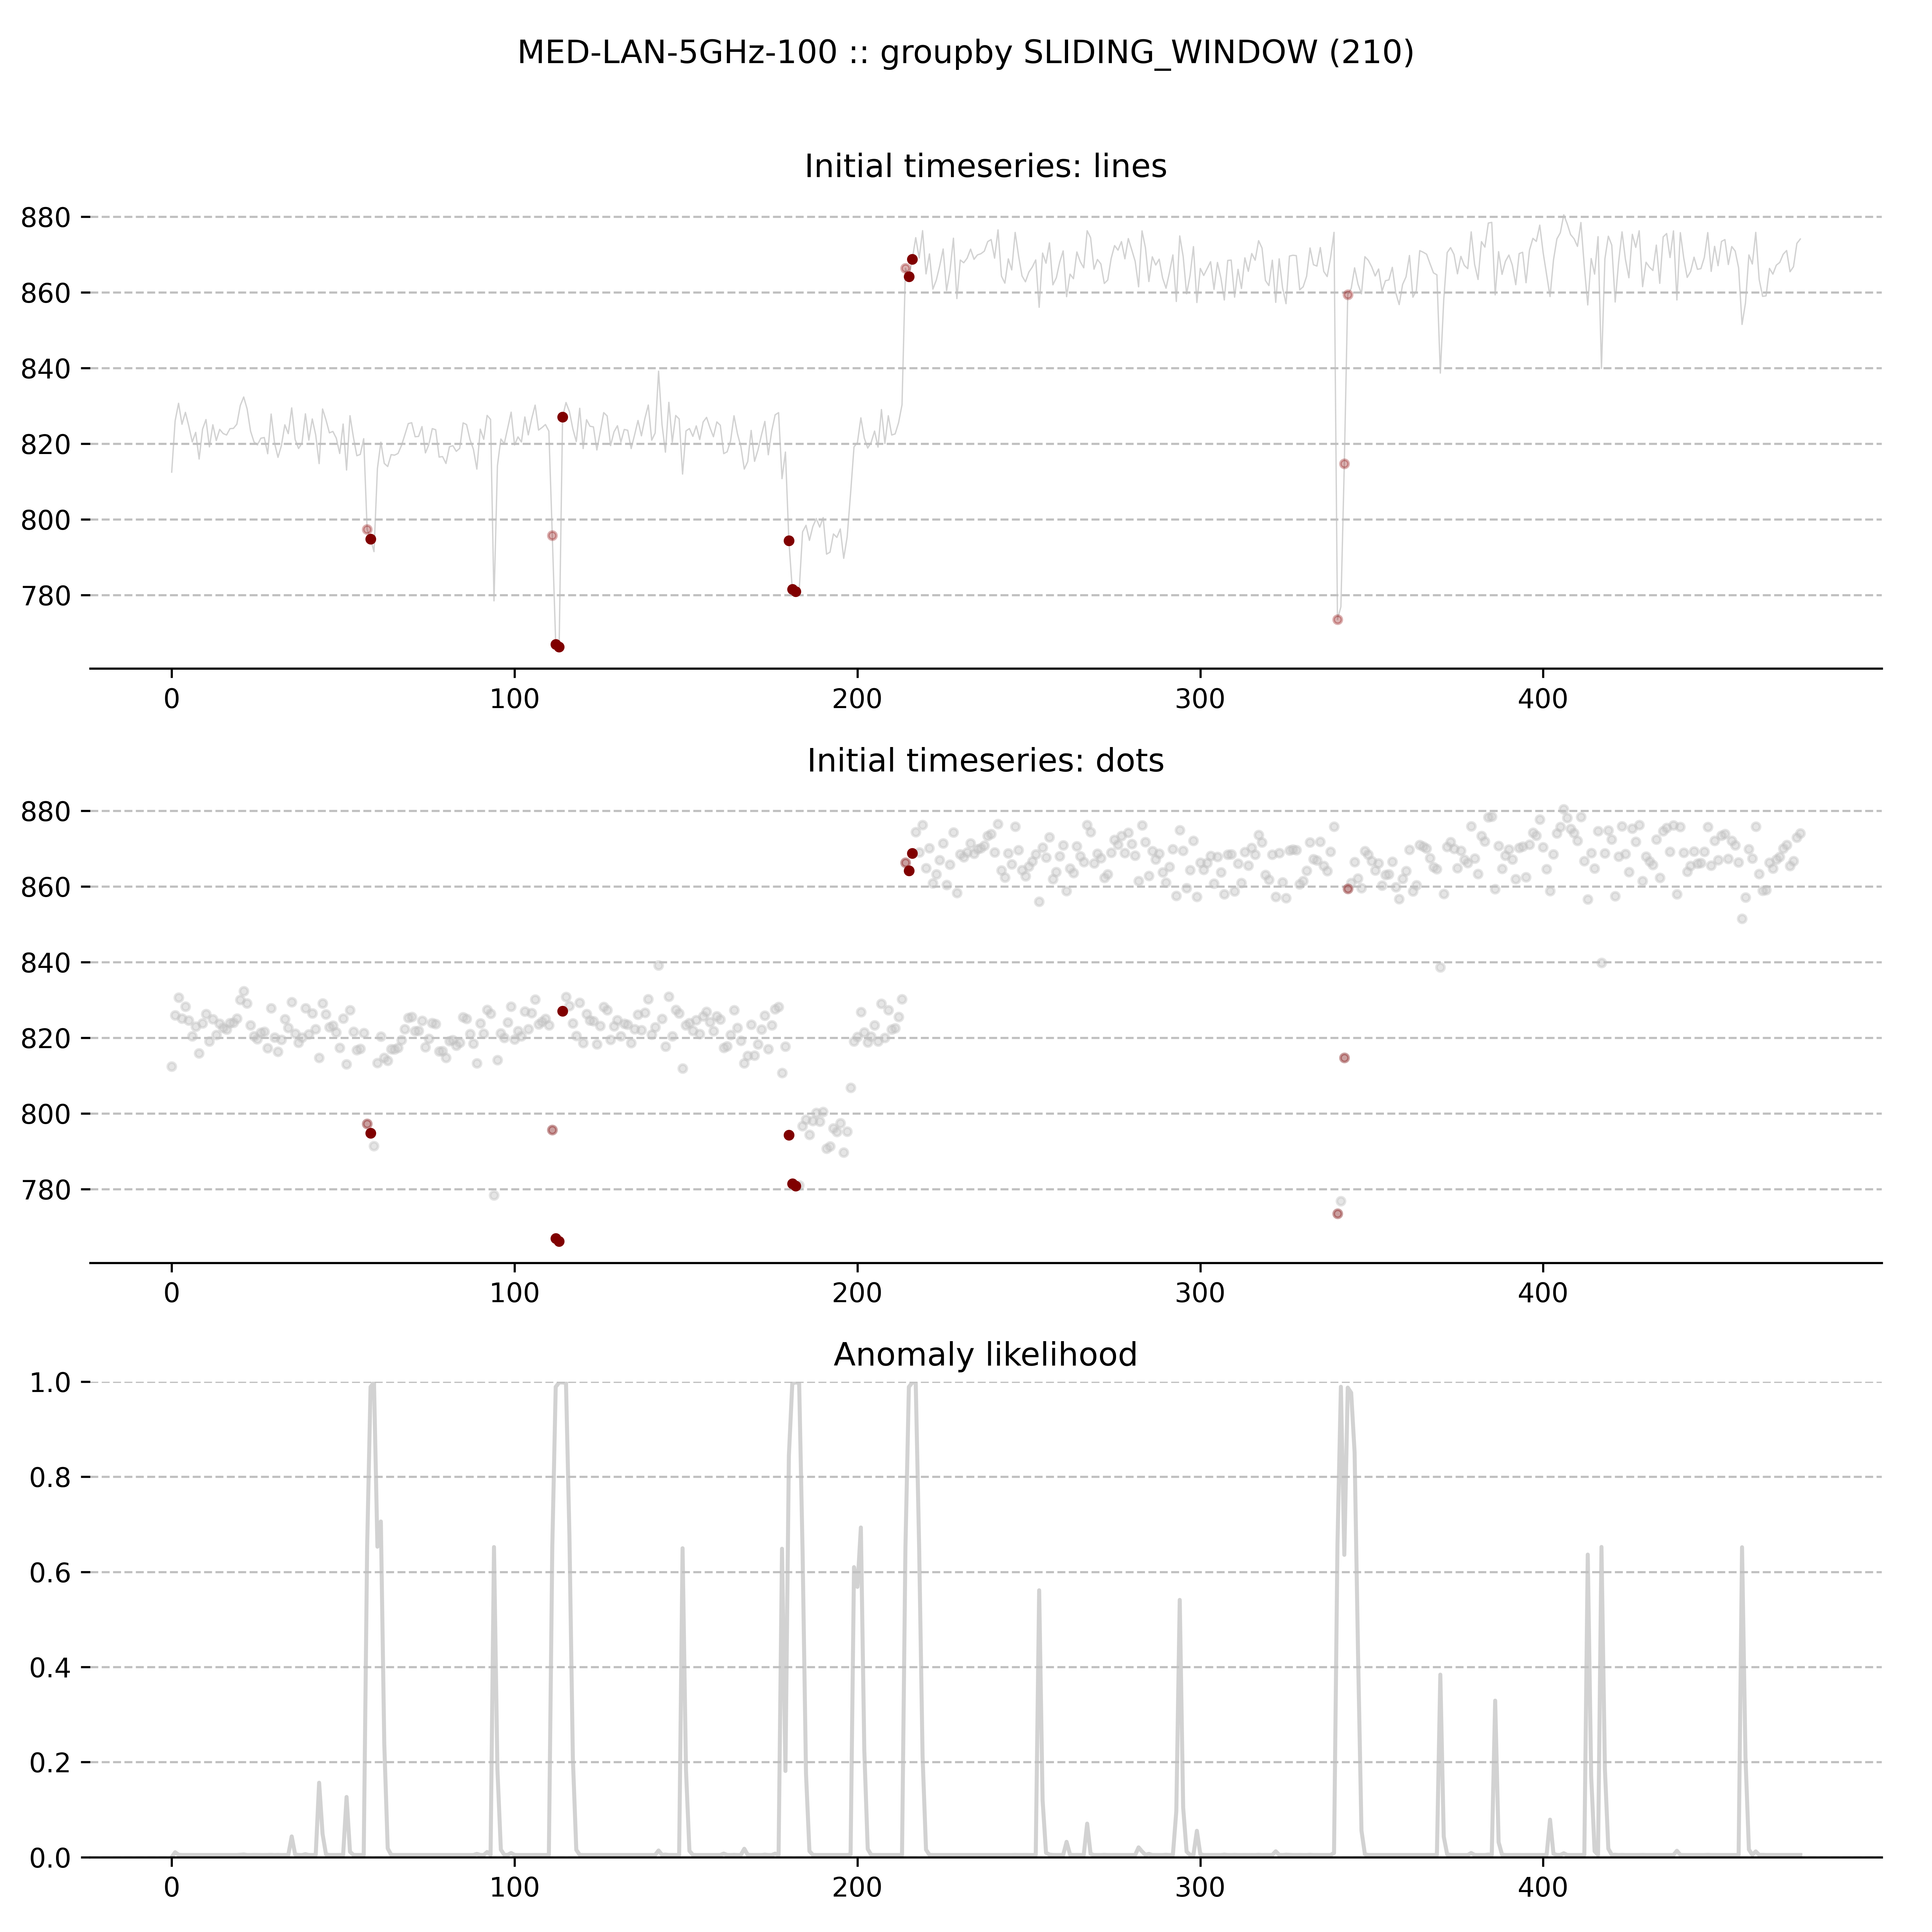 MED-LAN-5GHz-100 :: groupby SLIDING_WINDOW (210)
Initial timeseries: lines
880
860
840
820
800
780
0 100 200 300 400
Initial timeseries: dots
880
860
840
820
800
780
0 100 200 300 400
Anomaly likelihood
1.0
0.8
0.6
0.4
0.2
0.0
0 100 200 300 400